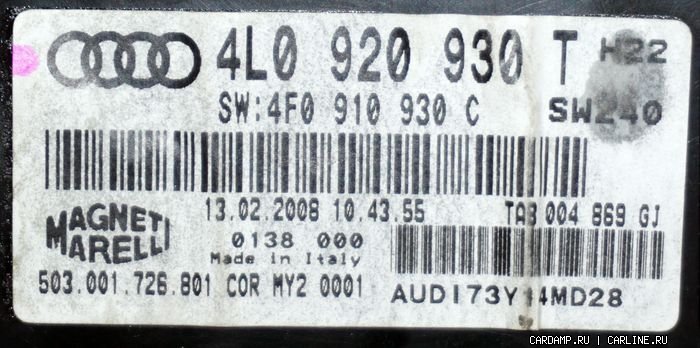 4L0 920 930 T H22
SW:4F0 910 930 C SW240
13.02.2008 10.43.55 TAB 004 869 GJ
MAGNETI
MARELLI
0138 000
Made in Italy
503.001.726.801 COR MY2 0001
AUDI73Y14MD28
CARDAMP.RU | CARLINE.RU